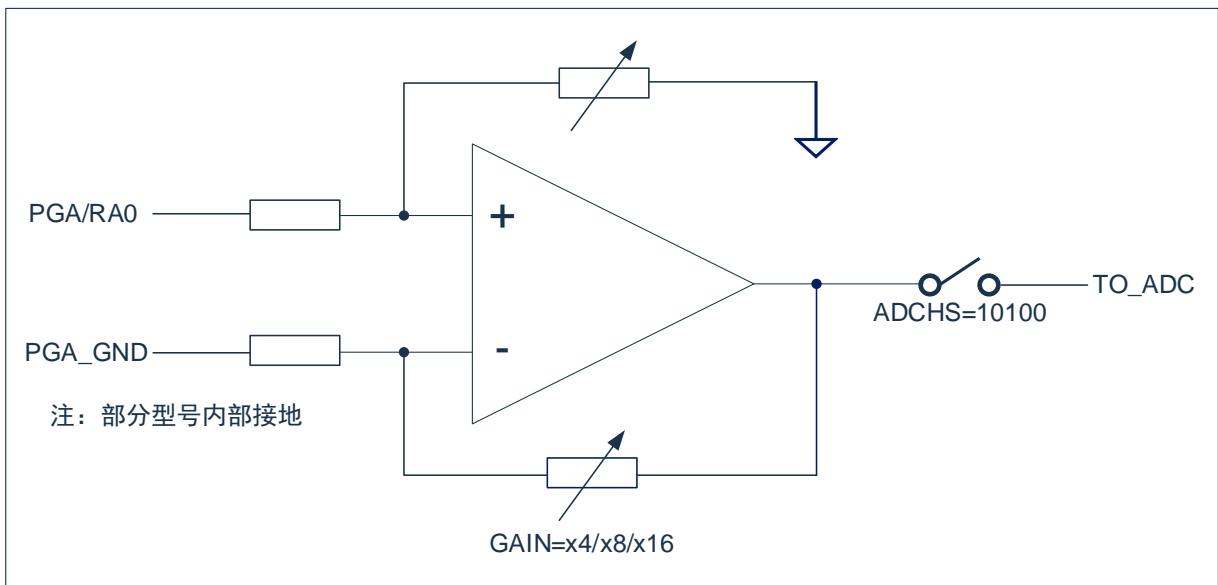 PGA/RA0
+
TO_ADC
ADCHS=10100
PGA_GND
-
注：部分型号内部接地
GAIN=x4/x8/x16